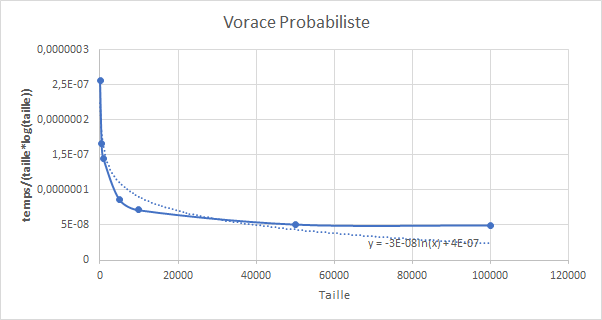 Vorace Probabiliste
temps/(taille*log(taille))
0,0000003
2,5E-07
0,0000002
1,5E-07
0,0000001
5E-08
0
y = -3E-08ln(x) + 4E-07
0 20000 40000 60000 80000 100000 120000
Taille